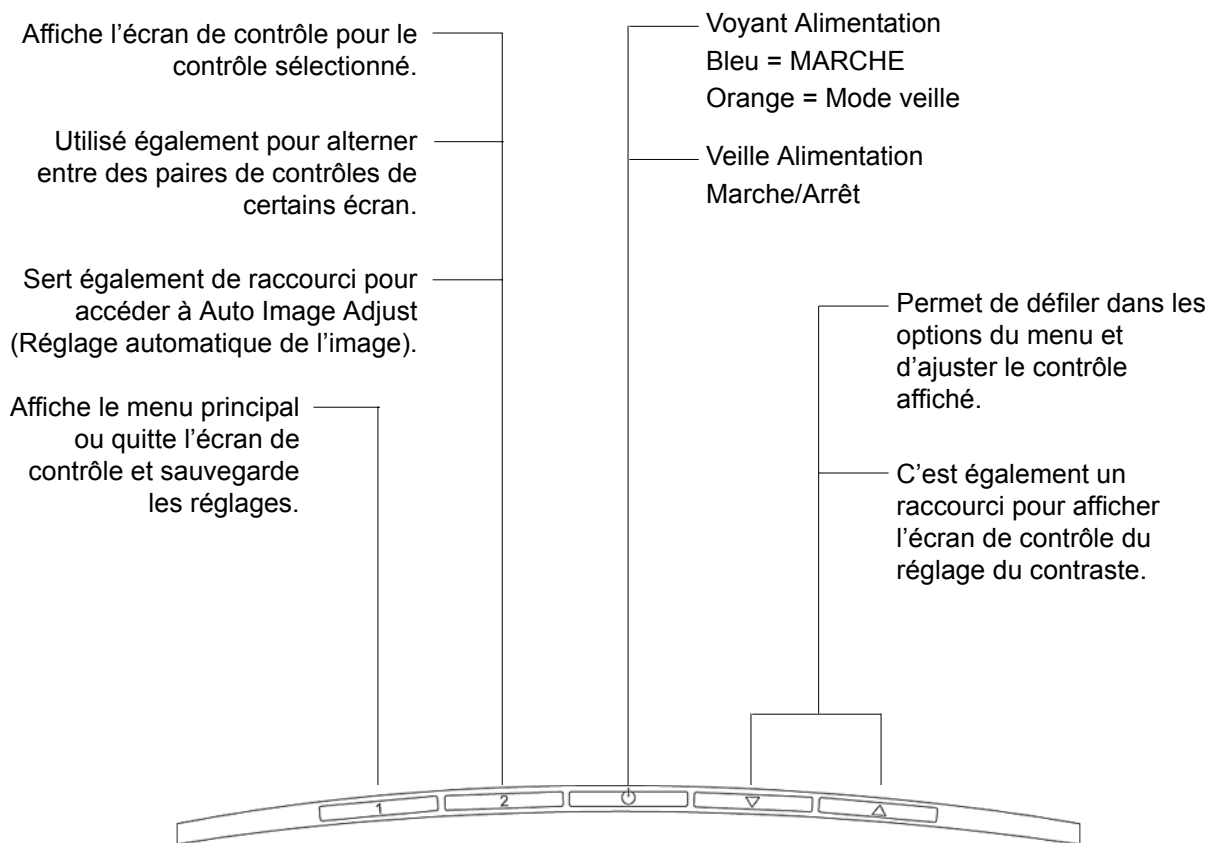 Affiche l’écran de contrôle pour le
contrôle sélectionné.
Utilisé également pour alterner
entre des paires de contrôles de
certains écran.
Sert également de raccourci pour
accéder à Auto Image Adjust
(Réglage automatique de l’image).
Affiche le menu principal
ou quitte l’écran de
contrôle et sauvegarde
les réglages.
Voyant Alimentation
Bleu = MARCHE
Orange = Mode veille
Veille Alimentation
Marche/Arrêt
Permet de défiler dans les
options du menu et
d’ajuster le contrôle
affiché.
C’est également un
raccourci pour afficher
l’écran de contrôle du
réglage du contraste.
1
2